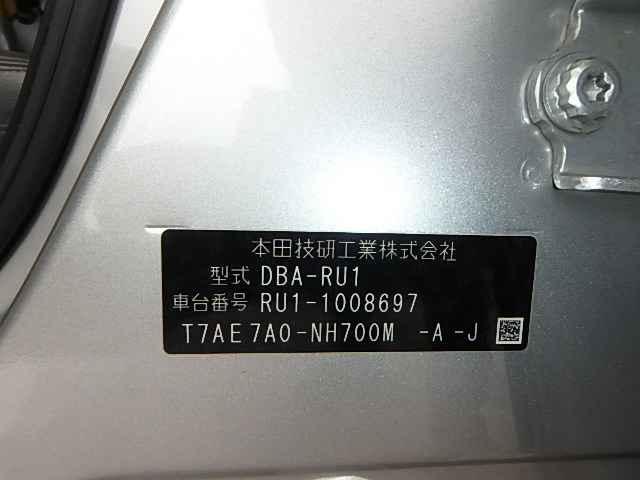 本田技研工業株式会社
型式 DBA-RU1
車台番号 RU1-1008697
T7AE7A0-NH700M -A-J